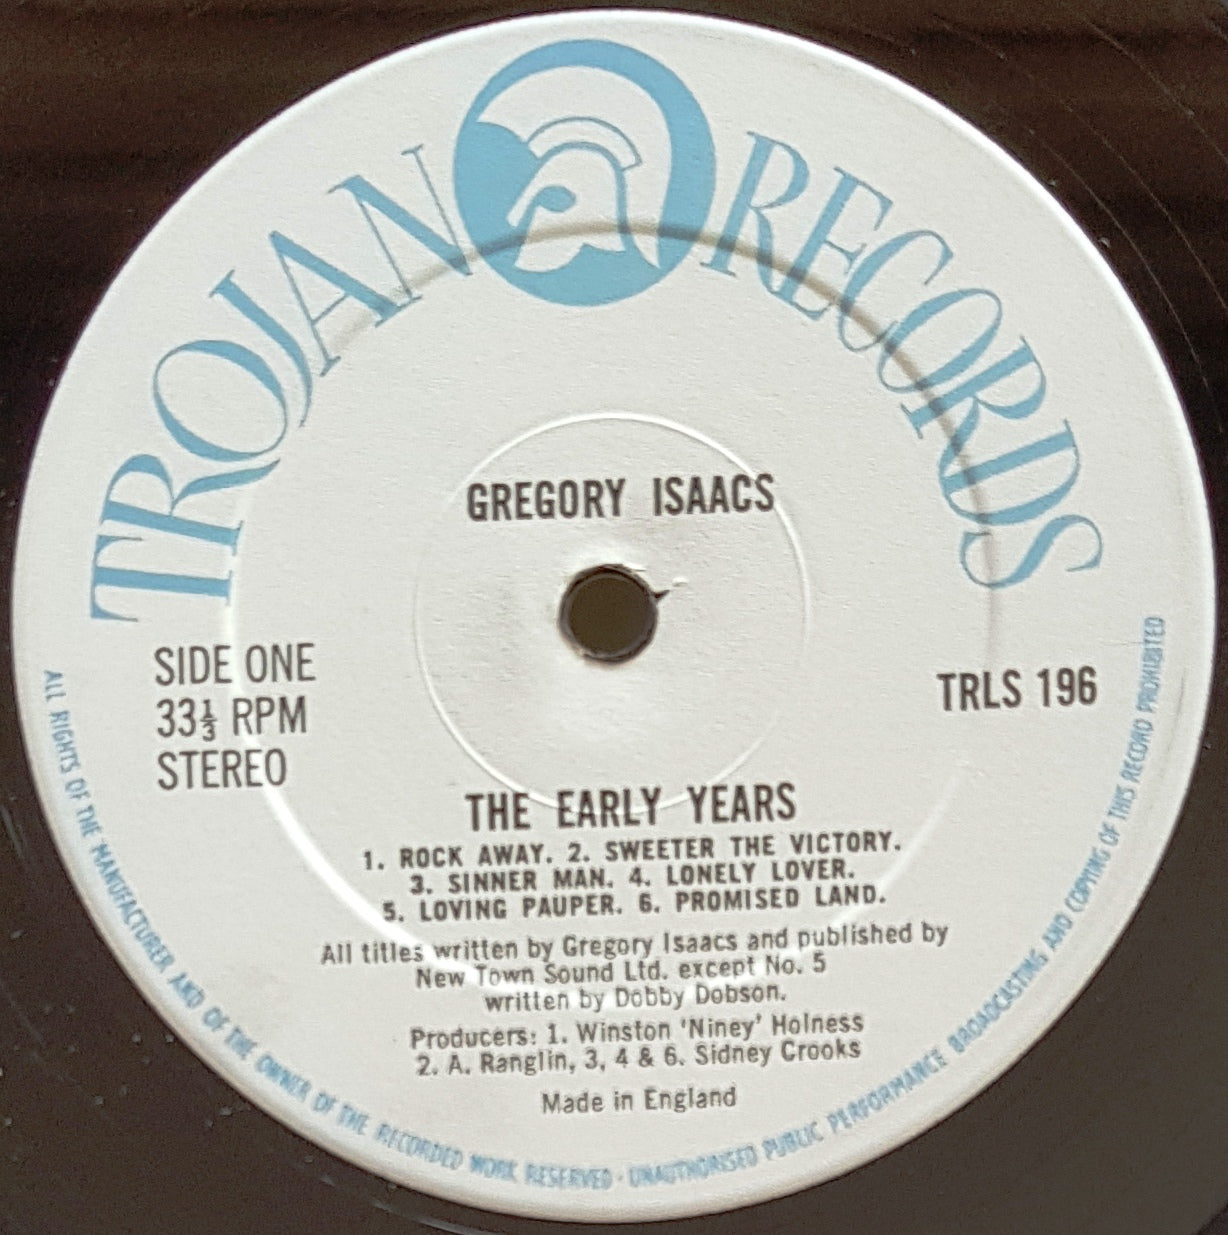 TROJAN RECORDS
GREGORY ISAACS
SIDE ONE
33⅓ RPM
STEREO
TRLS 196
THE EARLY YEARS
1. ROCK AWAY. 2. SWEETER THE VICTORY.
3. SINNER MAN. 4. LONELY LOVER.
5. LOVING PAUPER. 6. PROMISED LAND.
All titles written by Gregory Isaacs and published by
New Town Sound Ltd. except No. 5
written by Dobby Dobson.
Producers: 1. Winston 'Niney' Holness
2. A. Ranglin, 3, 4 & 6. Sidney Crooks
Made in England
ALL RIGHTS OF THE MANUFACTURER AND OF THE OWNER OF THE RECORDED WORK RESERVED · UNAUTHORISED PUBLIC PERFORMANCE BROADCASTING AND COPYING OF THIS RECORD PROHIBITED